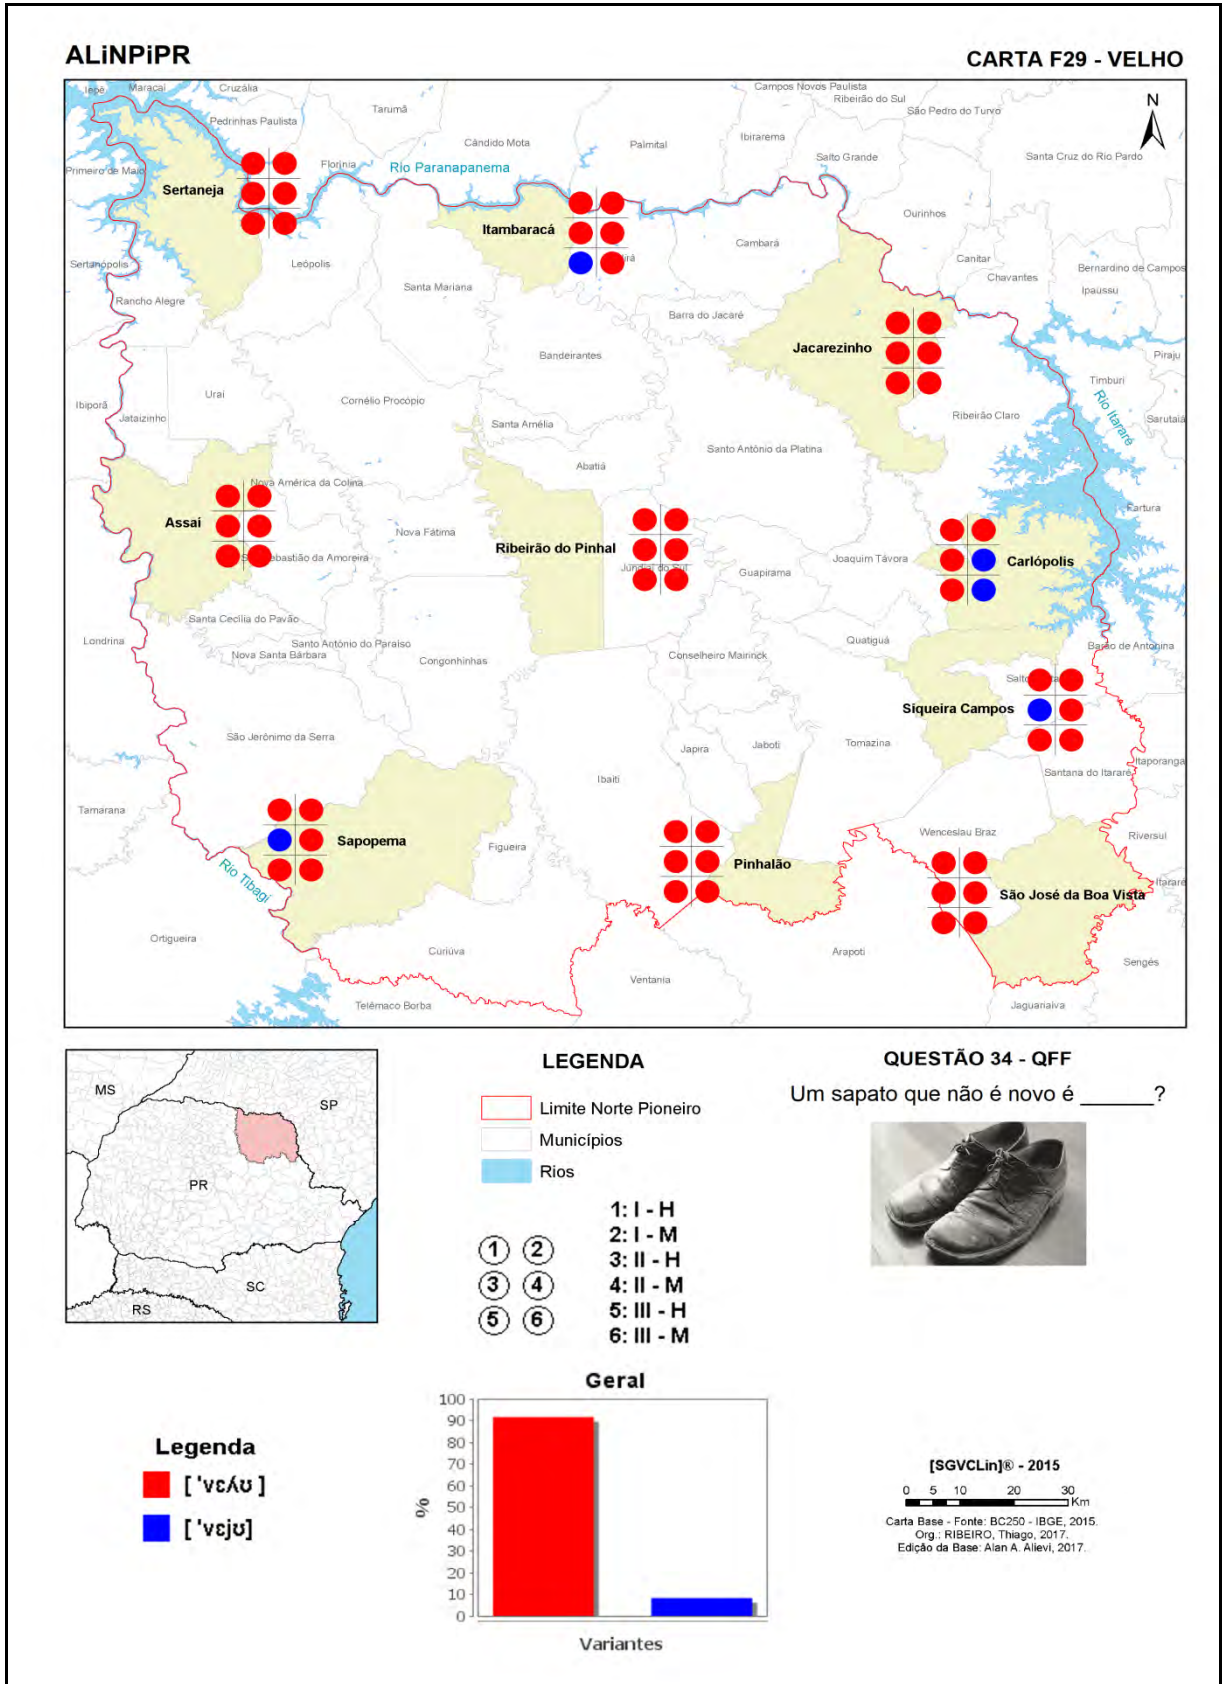 ALiNPiPR
CARTA F29 - VELHO
Iepê
Maracaí
Cruzália
Pedrinhas Paulista
Tarumã
Florínia
Rio Paranapanema
Cândido Mota
Palmital
Campos Novos Paulista
Ribeirão do Sul
São Pedro do Turvo
Ibirarema
Salto Grande
N
Santa Cruz do Rio Pardo
Primeiro de Maio
Sertaneja
Itambaracá
Ourinhos
Cambará
Canitar
Chavantes
Bernardino de Campos
Ipaussu
Sertanópolis
Leópolis
Rancho Alegre
Santa Mariana
Barra do Jacaré
Jacarezinho
Bandeirantes
Piraju
Timburi
Rio Itararé
Sarutaiá
Ibiporã
Jataizinho
Uraí
Cornélio Procópio
Santa Amélia
Ribeirão Claro
Santo Antônio da Platina
Abatiá
Nova América da Colina
Assaí
Nova Fátima
Ribeirão do Pinhal
Jundiaí do Sul
Guapirama
Joaquim Távora
Carlópolis
Fartura
Sebastião da Amoreira
Santa Cecília do Pavão
Santo Antônio do Paraíso
Nova Santa Bárbara
Londrina
Congonhinhas
Conselheiro Mairinck
Quatiguá
Barão de Antonina
Siqueira Campos
São Jerônimo da Serra
Japira
Jaboti
Tomazina
Ibaiti
Santana do Itararé
Itaporanga
Tamarana
Sapopema
Figueira
Pinhalão
Wenceslau Braz
Riversul
São José da Boa Vista
Itararé
Rio Tibagi
Ortigueira
Curiúva
Ventania
Arapoti
Sengés
Telêmaco Borba
Jaguariaíva
MS
SP
PR
SC
RS
LEGENDA
Limite Norte Pioneiro
Municípios
Rios
1 2
3 4
5 6
1: I - H
2: I - M
3: II - H
4: II - M
5: III - H
6: III - M
QUESTÃO 34 - QFF
Um sapato que não é novo é ______?
Legenda
[ 'vɛʎʊ ]
[ 'vɛjʊ]
Geral
100
90
80
70
60
50
40
30
20
10
0
%
Variantes
[SGVCLin]® - 2015
0 5 10 20 30
Km
Carta Base - Fonte: BC250 - IBGE, 2015.
Org.: RIBEIRO, Thiago, 2017.
Edição da Base: Alan A. Alievi, 2017.